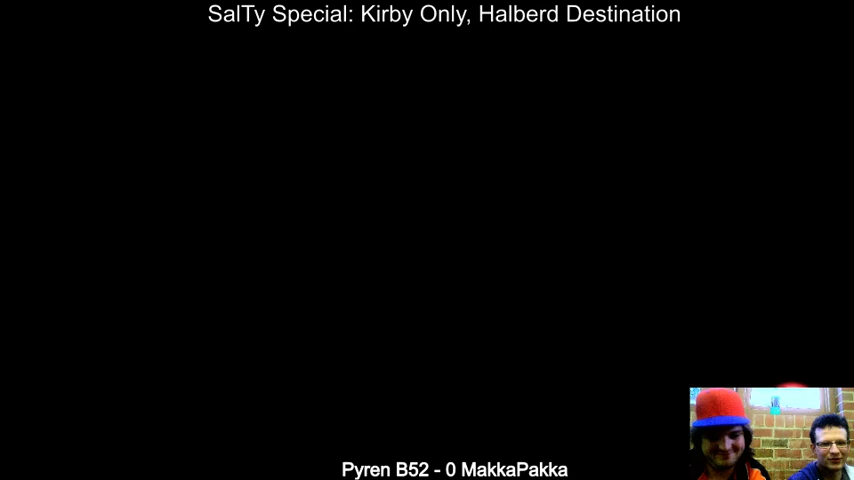 SalTy Special: Kirby Only, Halberd Destination
Pyren B52 - 0 MakkaPakka